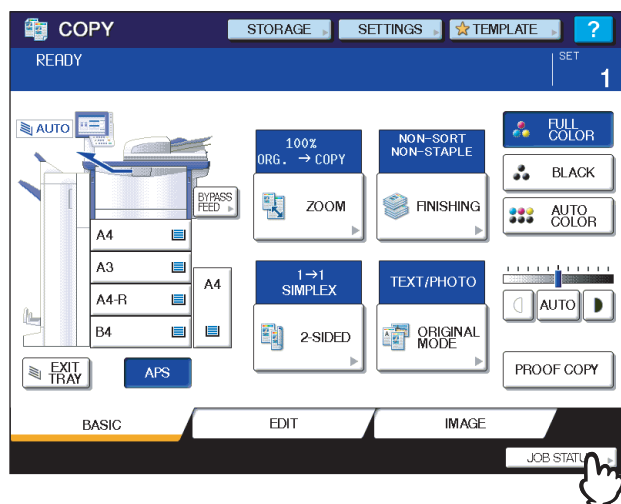 COPY
STORAGE
SETTINGS
TEMPLATE
?
READY
SET
1
AUTO
100%
ORG. → COPY
ZOOM
NON-SORT
NON-STAPLE
FINISHING
FULL
COLOR
BLACK
AUTO
COLOR
BYPASS
FEED
A4
A3
A4-R
B4
A4
1→1
SIMPLEX
2-SIDED
TEXT/PHOTO
ORIGINAL
MODE
AUTO
EXIT
TRAY
APS
PROOF COPY
BASIC
EDIT
IMAGE
JOB STATU